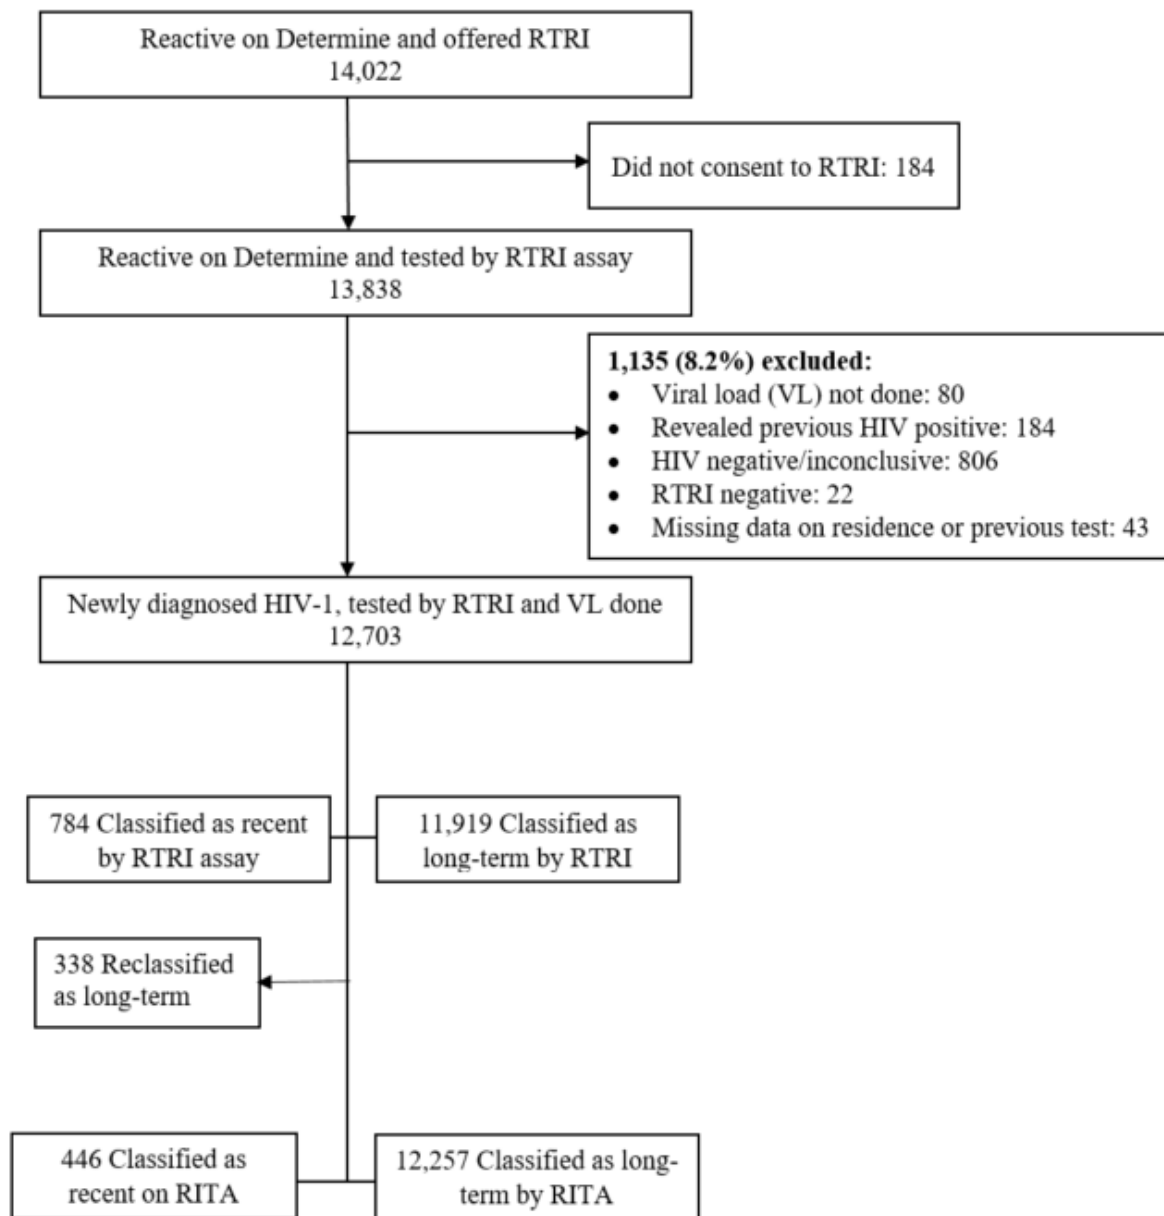 Reactive on Determine and offered RTRI
14,022
Did not consent to RTRI: 184
Reactive on Determine and tested by RTRI assay
13,838
1,135 (8.2%) excluded:
• Viral load (VL) not done: 80
• Revealed previous HIV positive: 184
• HIV negative/inconclusive: 806
• RTRI negative: 22
• Missing data on residence or previous test: 43
Newly diagnosed HIV-1, tested by RTRI and VL done
12,703
784 Classified as recent
by RTRI assay
11,919 Classified as
long-term by RTRI
338 Reclassified
as long-term
446 Classified as
recent on RITA
12,257 Classified as long-
term by RITA